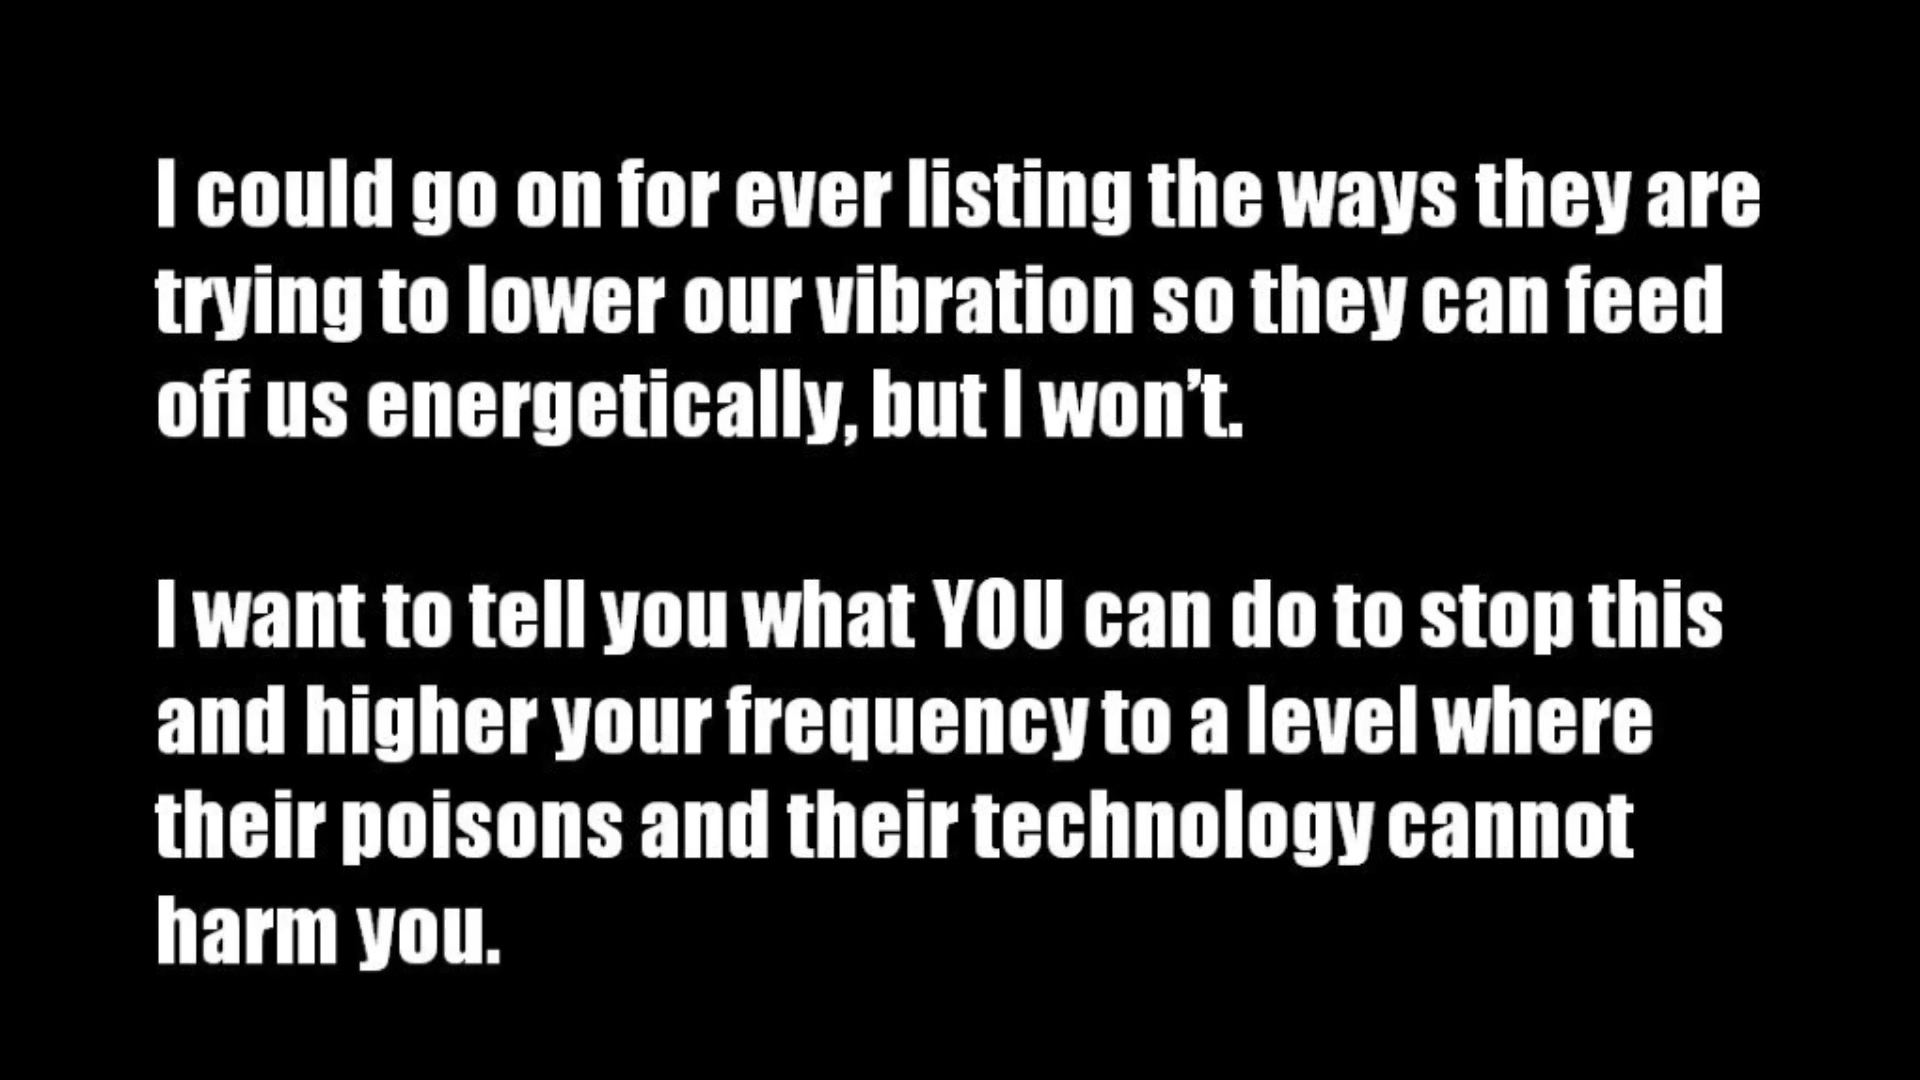 I could go on for ever listing the ways they are
trying to lower our vibration so they can feed
off us energetically, but I won’t.
I want to tell you what YOU can do to stop this
and higher your frequency to a level where
their poisons and their technology cannot
harm you.